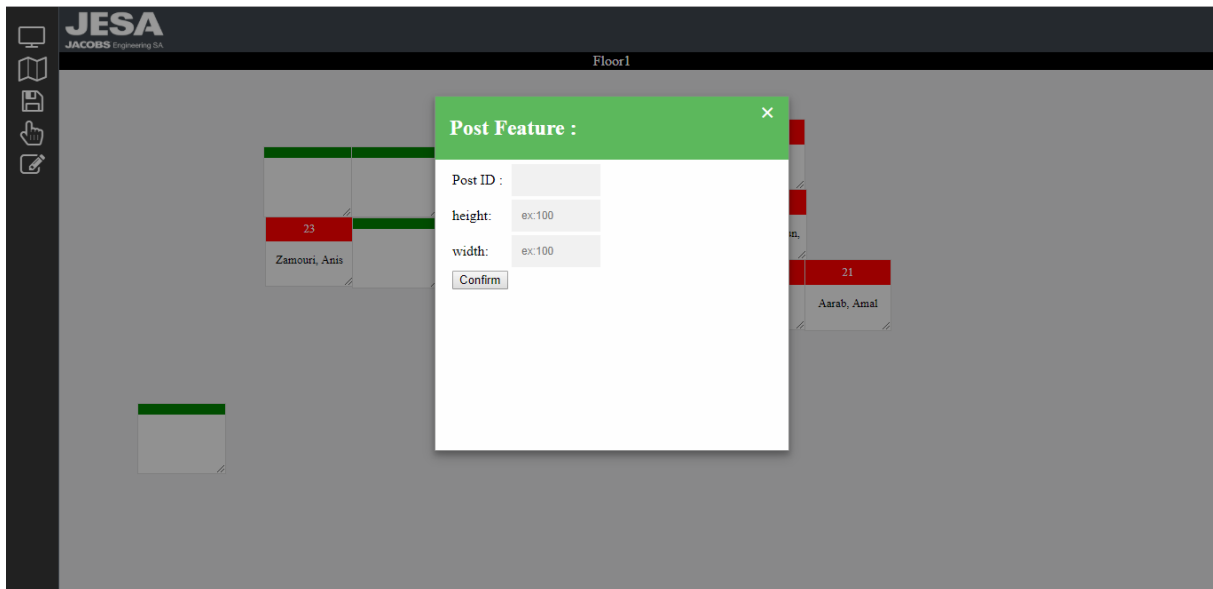 JESA
JACOBS Engineering SA
Floor1
Post Feature :
×
Post ID :
height: ex:100
width: ex:100
Confirm
23
Zamouri, Anis
21
Aarab, Amal